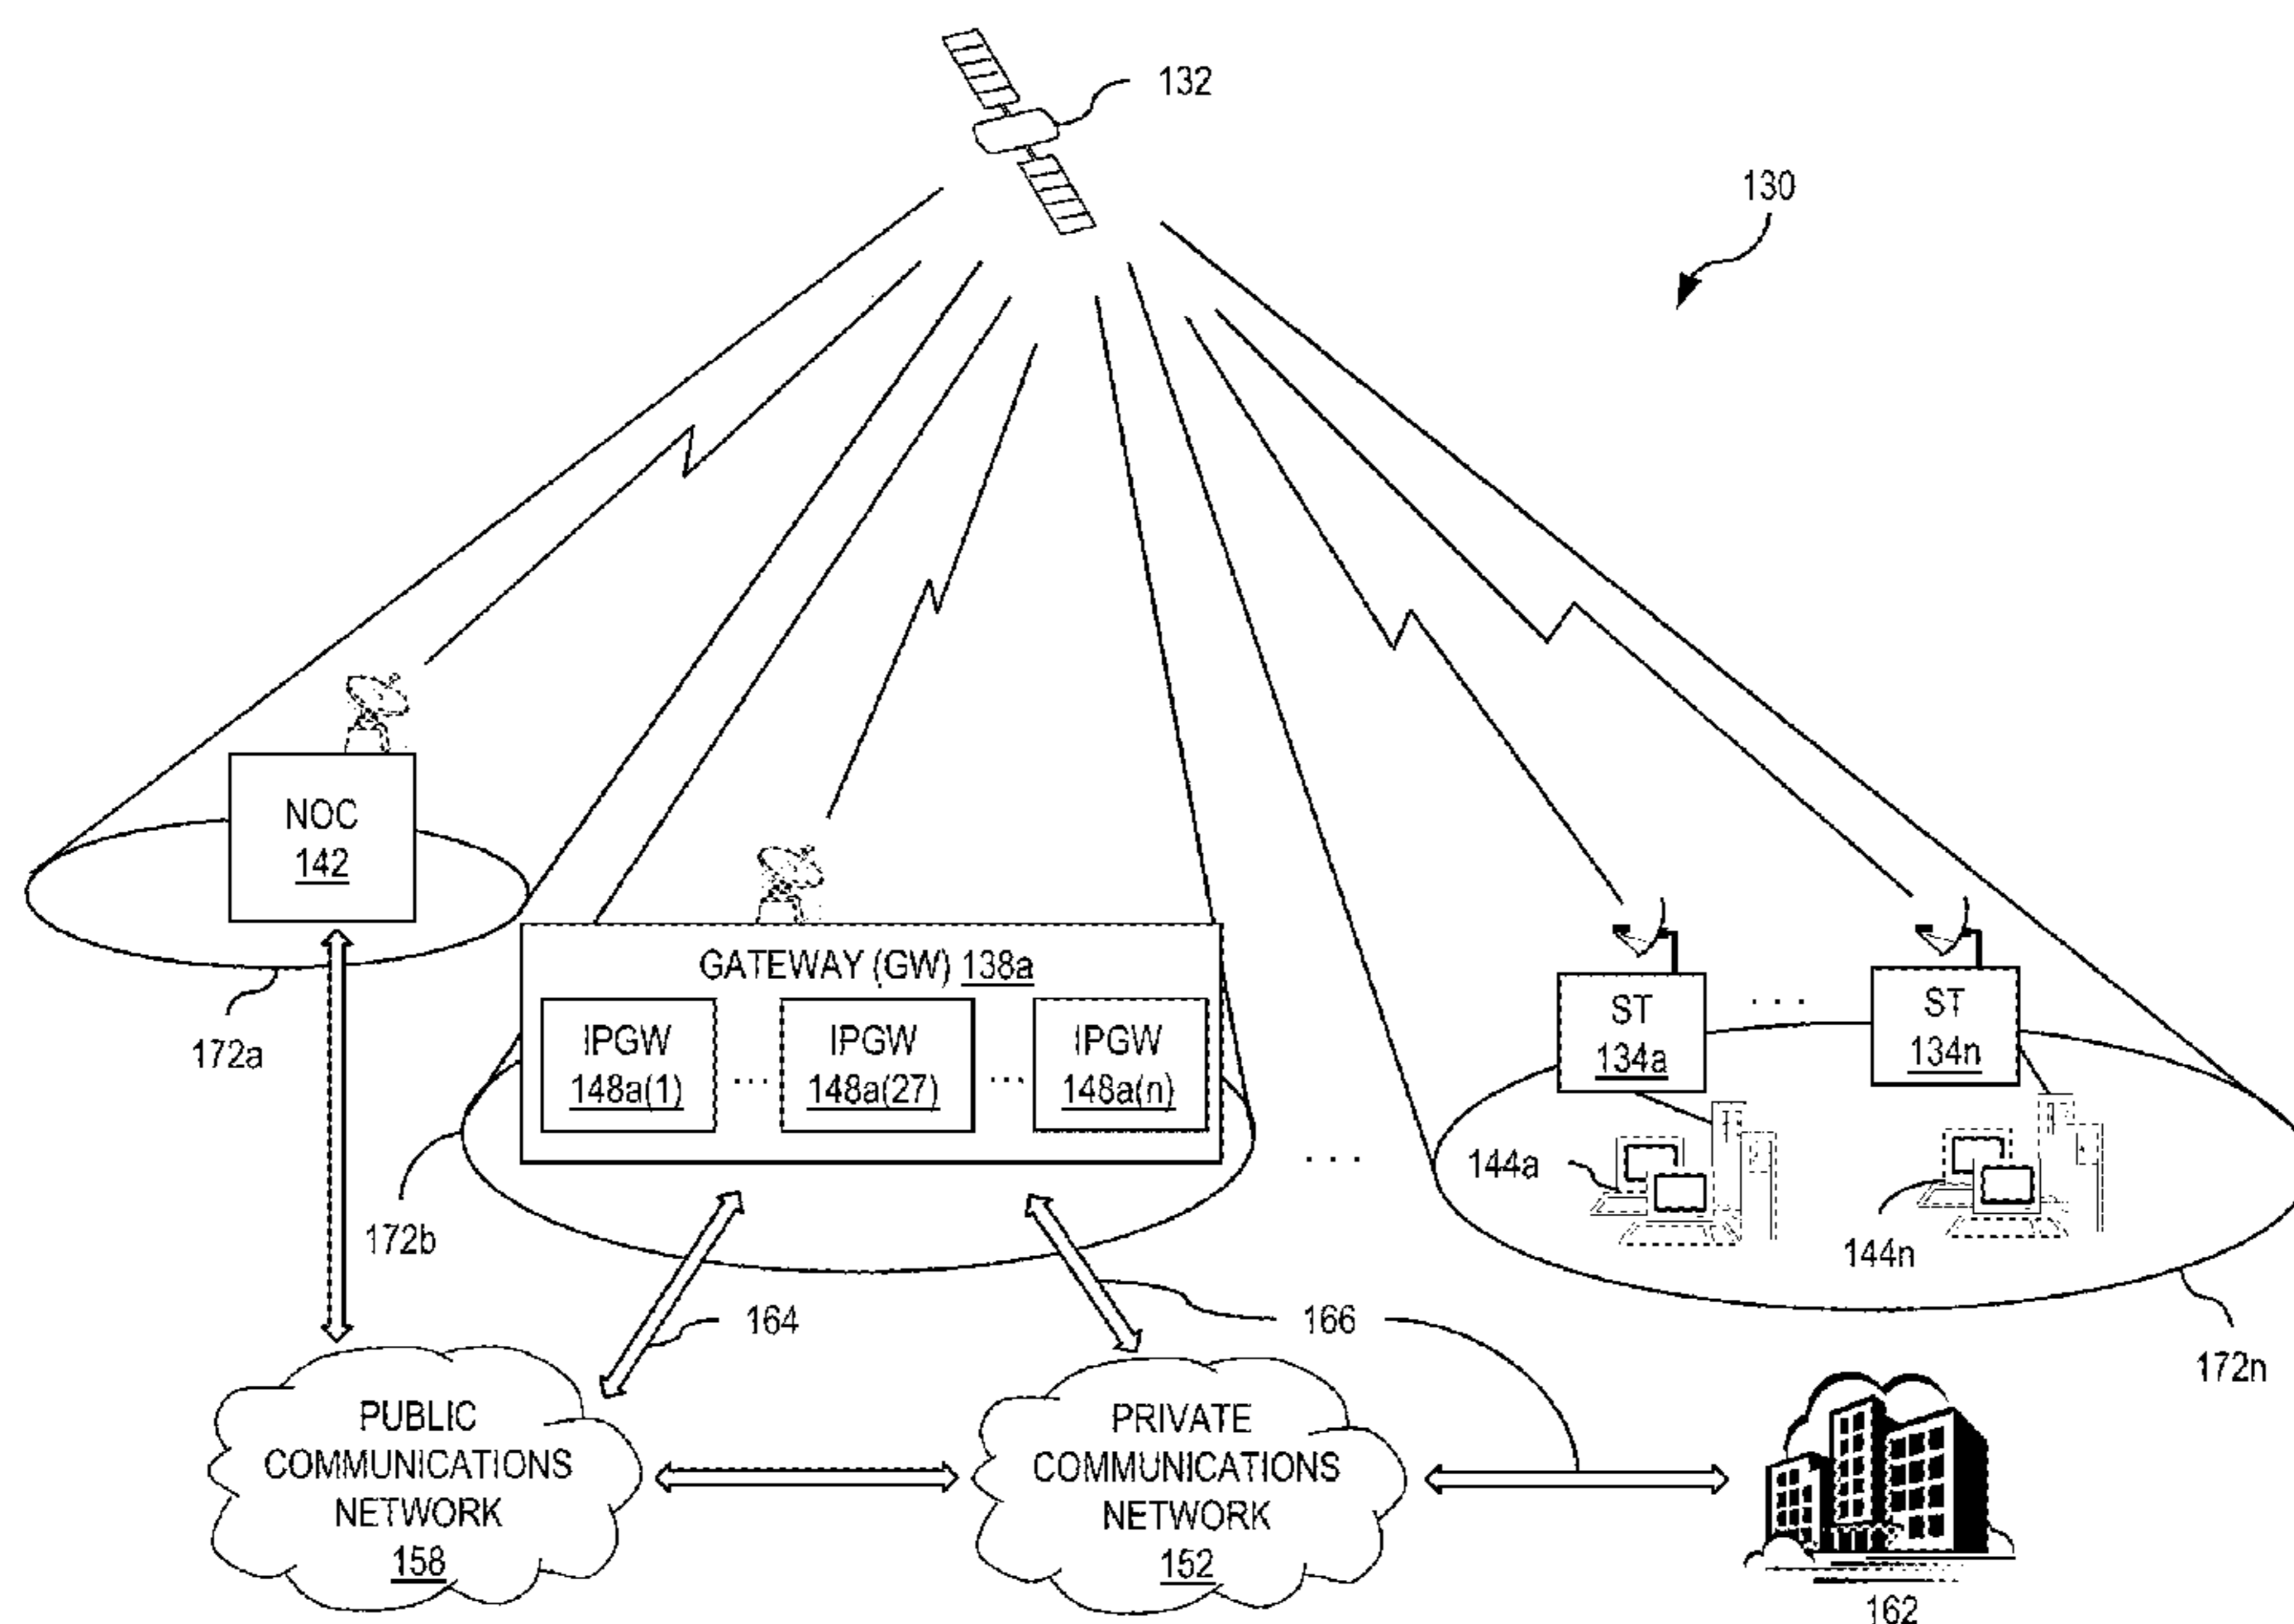 132
130
NOC
142
172a
GATEWAY (GW) 138a
IPGW
148a(1)
...
IPGW
148a(27)
...
IPGW
148a(n)
172b
ST
134a
. . .
ST
134n
144a
144n
. . .
172n
164
166
PUBLIC
COMMUNICATIONS
NETWORK
158
PRIVATE
COMMUNICATIONS
NETWORK
152
162